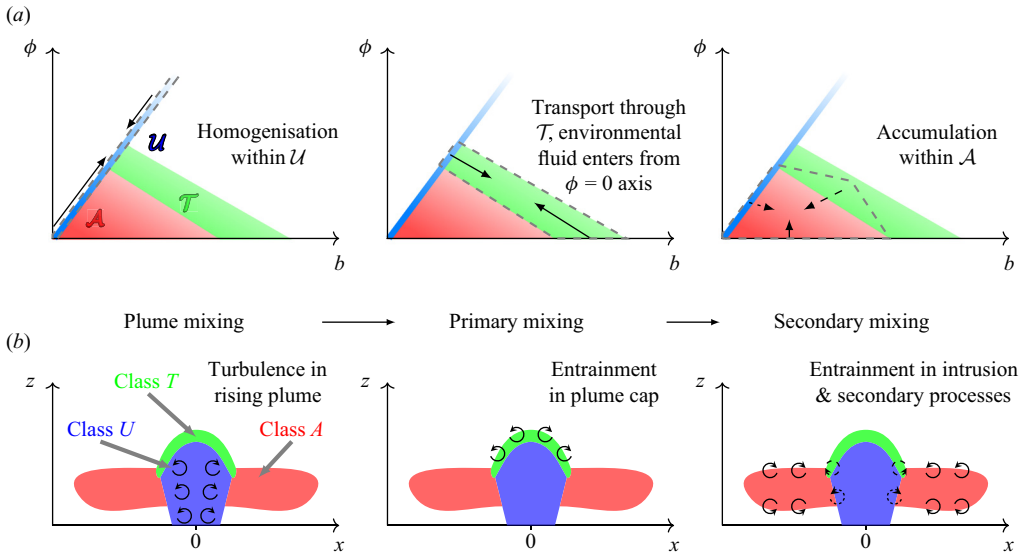 (a)
ϕ
ϕ
ϕ
𝒰
Homogenisation
within 𝒰
Transport through
𝒯, environmental
fluid enters from
ϕ = 0 axis
Accumulation
within 𝒜
𝒯
𝒜
b
b
b
Plume mixing
Primary mixing
Secondary mixing
(b)
z
z
z
Class T
Turbulence in
rising plume
Entrainment
in plume cap
Entrainment in intrusion
& secondary processes
Class U
Class A
0
x
0
x
0
x